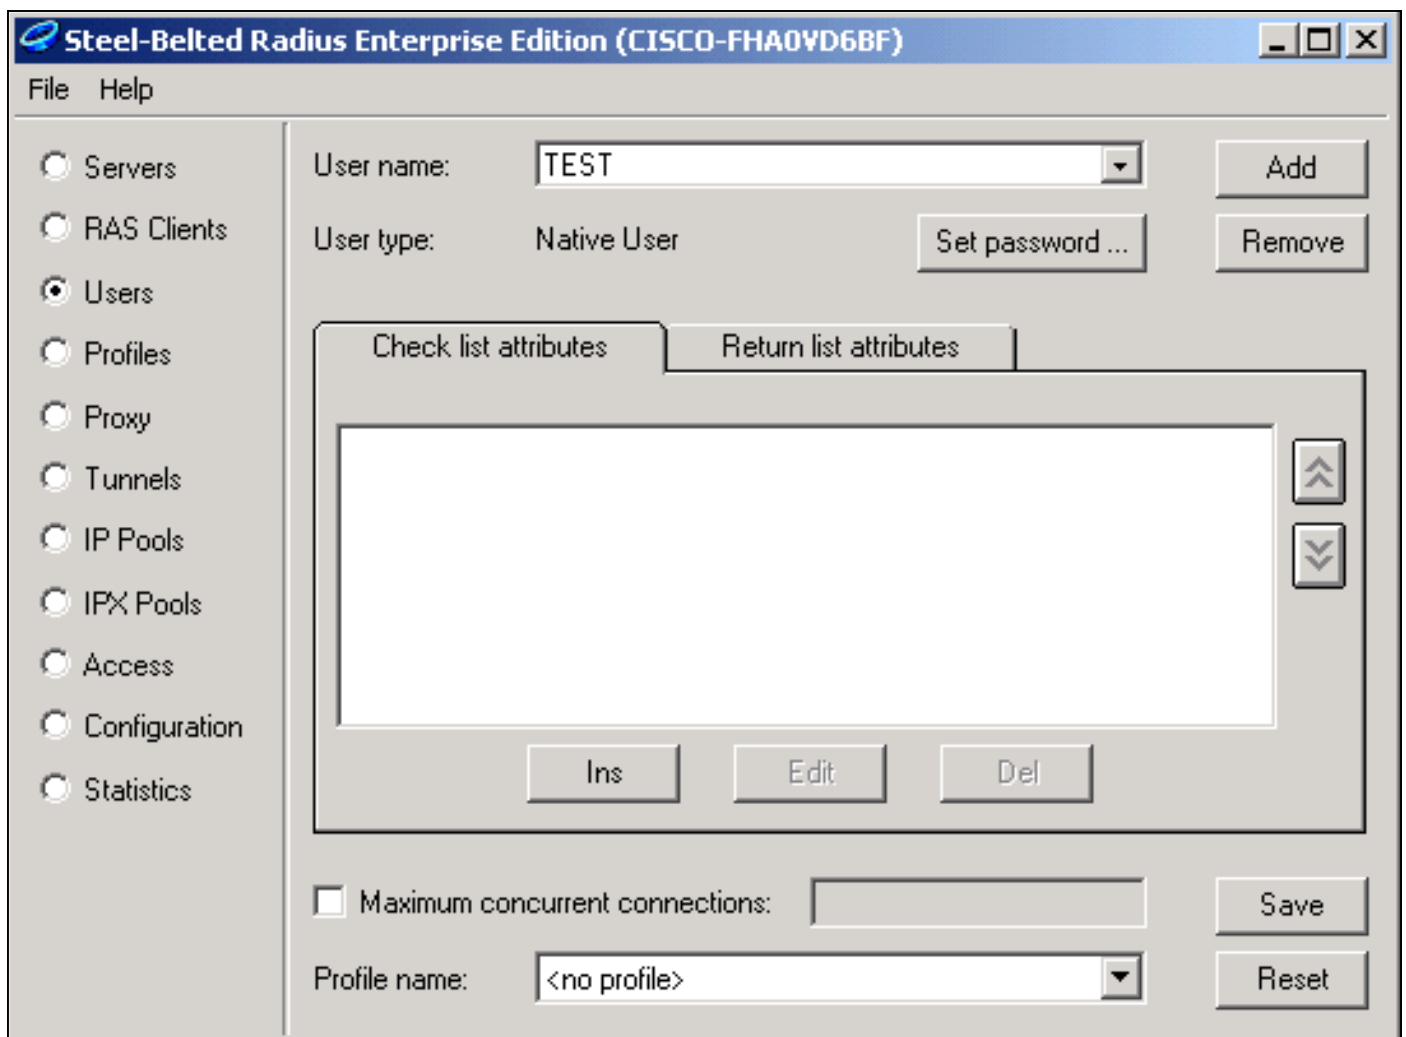 Steel-Belted Radius Enterprise Edition (CISCO-FHA0VD6BF)
File Help
Servers
RAS Clients
Users
Profiles
Proxy
Tunnels
IP Pools
IPX Pools
Access
Configuration
Statistics
User name: TEST Add
User type: Native User Set password ... Remove
Check list attributes Return list attributes
Ins Edit Del
Maximum concurrent connections: Save
Profile name: <no profile> Reset